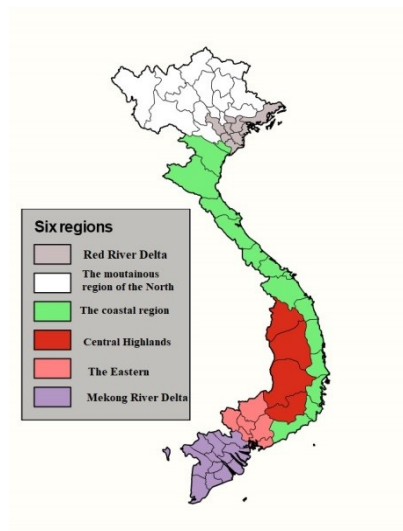 Six regions
Red River Delta
The moutainous
region of the North
The coastal region
Central Highlands
The Eastern
Mekong River Delta